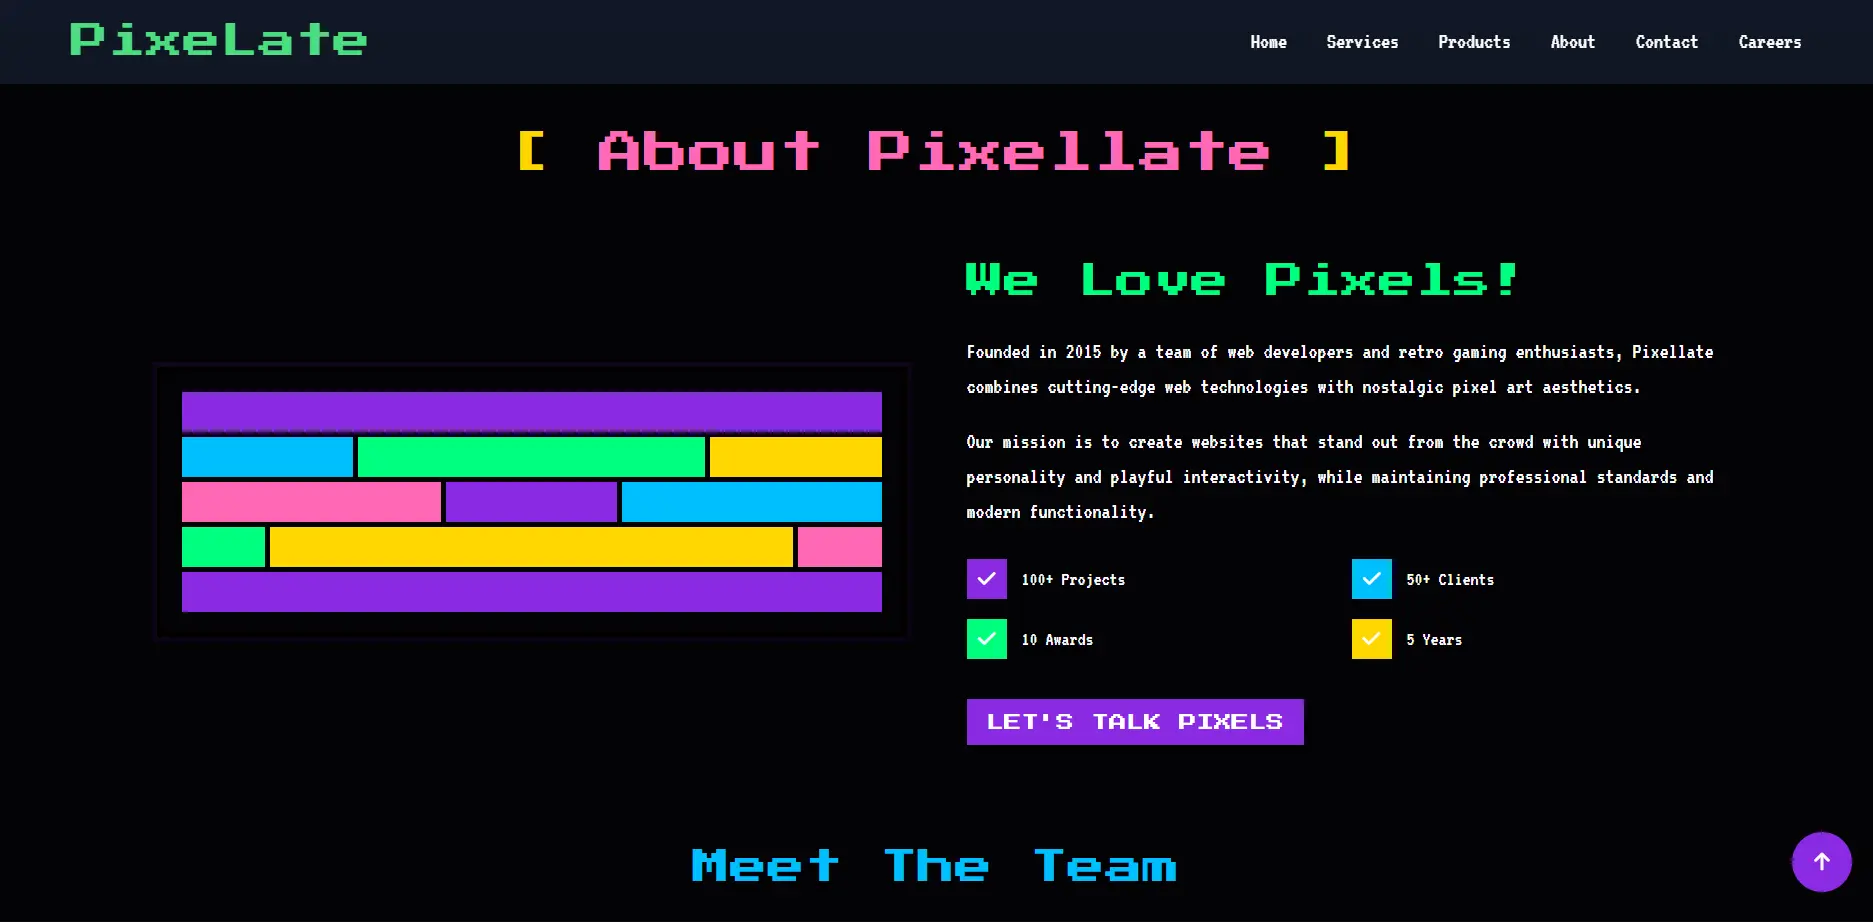 PixeLate
Home Services Products About Contact Careers
[ About Pixellate ]
We Love Pixels!
Founded in 2015 by a team of web developers and retro gaming enthusiasts, Pixellate
combines cutting-edge web technologies with nostalgic pixel art aesthetics.
Our mission is to create websites that stand out from the crowd with unique
personality and playful interactivity, while maintaining professional standards and
modern functionality.
100+ Projects
50+ Clients
10 Awards
5 Years
LET'S TALK PIXELS
Meet The Team